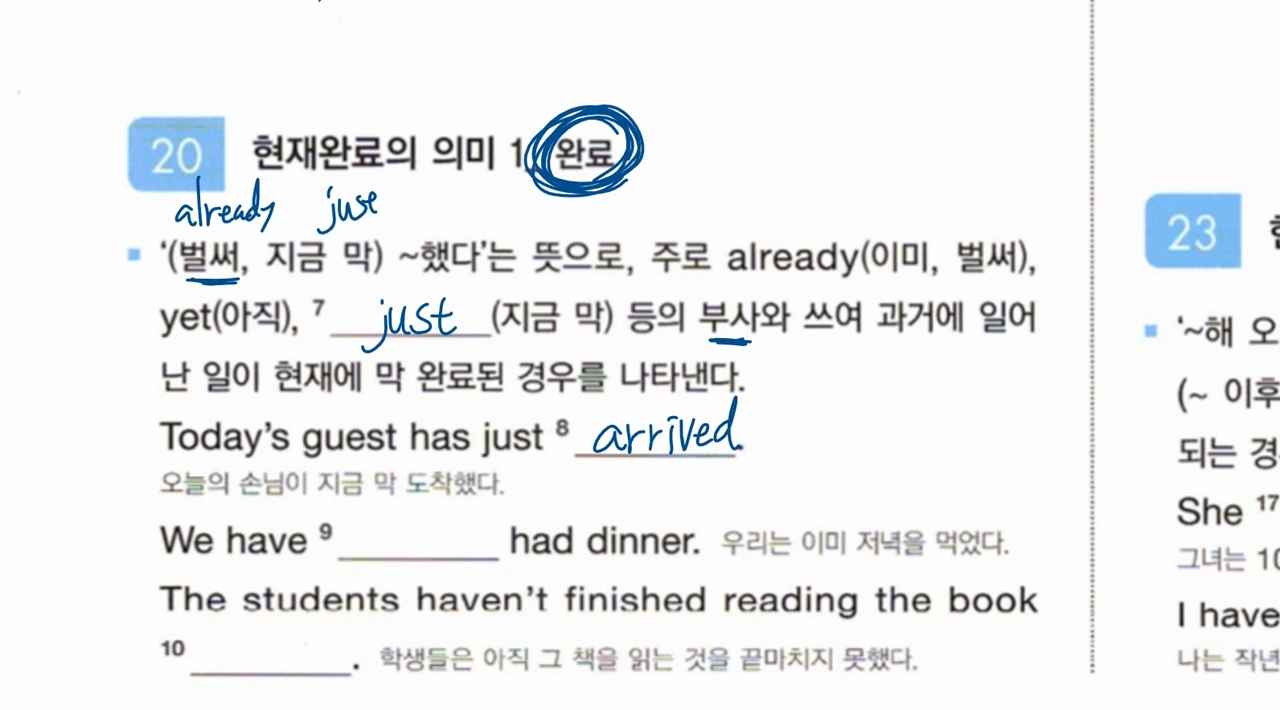 20 현재완료의 의미 1_ 완료
already just
‘(벌써, 지금 막) ~했다’는 뜻으로, 주로 already(이미, 벌써),
yet(아직), 7 just (지금 막) 등의 부사와 쓰여 과거에 일어
난 일이 현재에 막 완료된 경우를 나타낸다.
Today’s guest has just 8 arrived.
오늘의 손님이 지금 막 도착했다.
We have 9 ________ had dinner. 우리는 이미 저녁을 먹었다.
The students haven’t finished reading the book
10 ________. 학생들은 아직 그 책을 읽는 것을 끝마치지 못했다.
23
‘~해 오
(~ 이후
되는 경
She 17
그녀는 10
I have
나는 작년